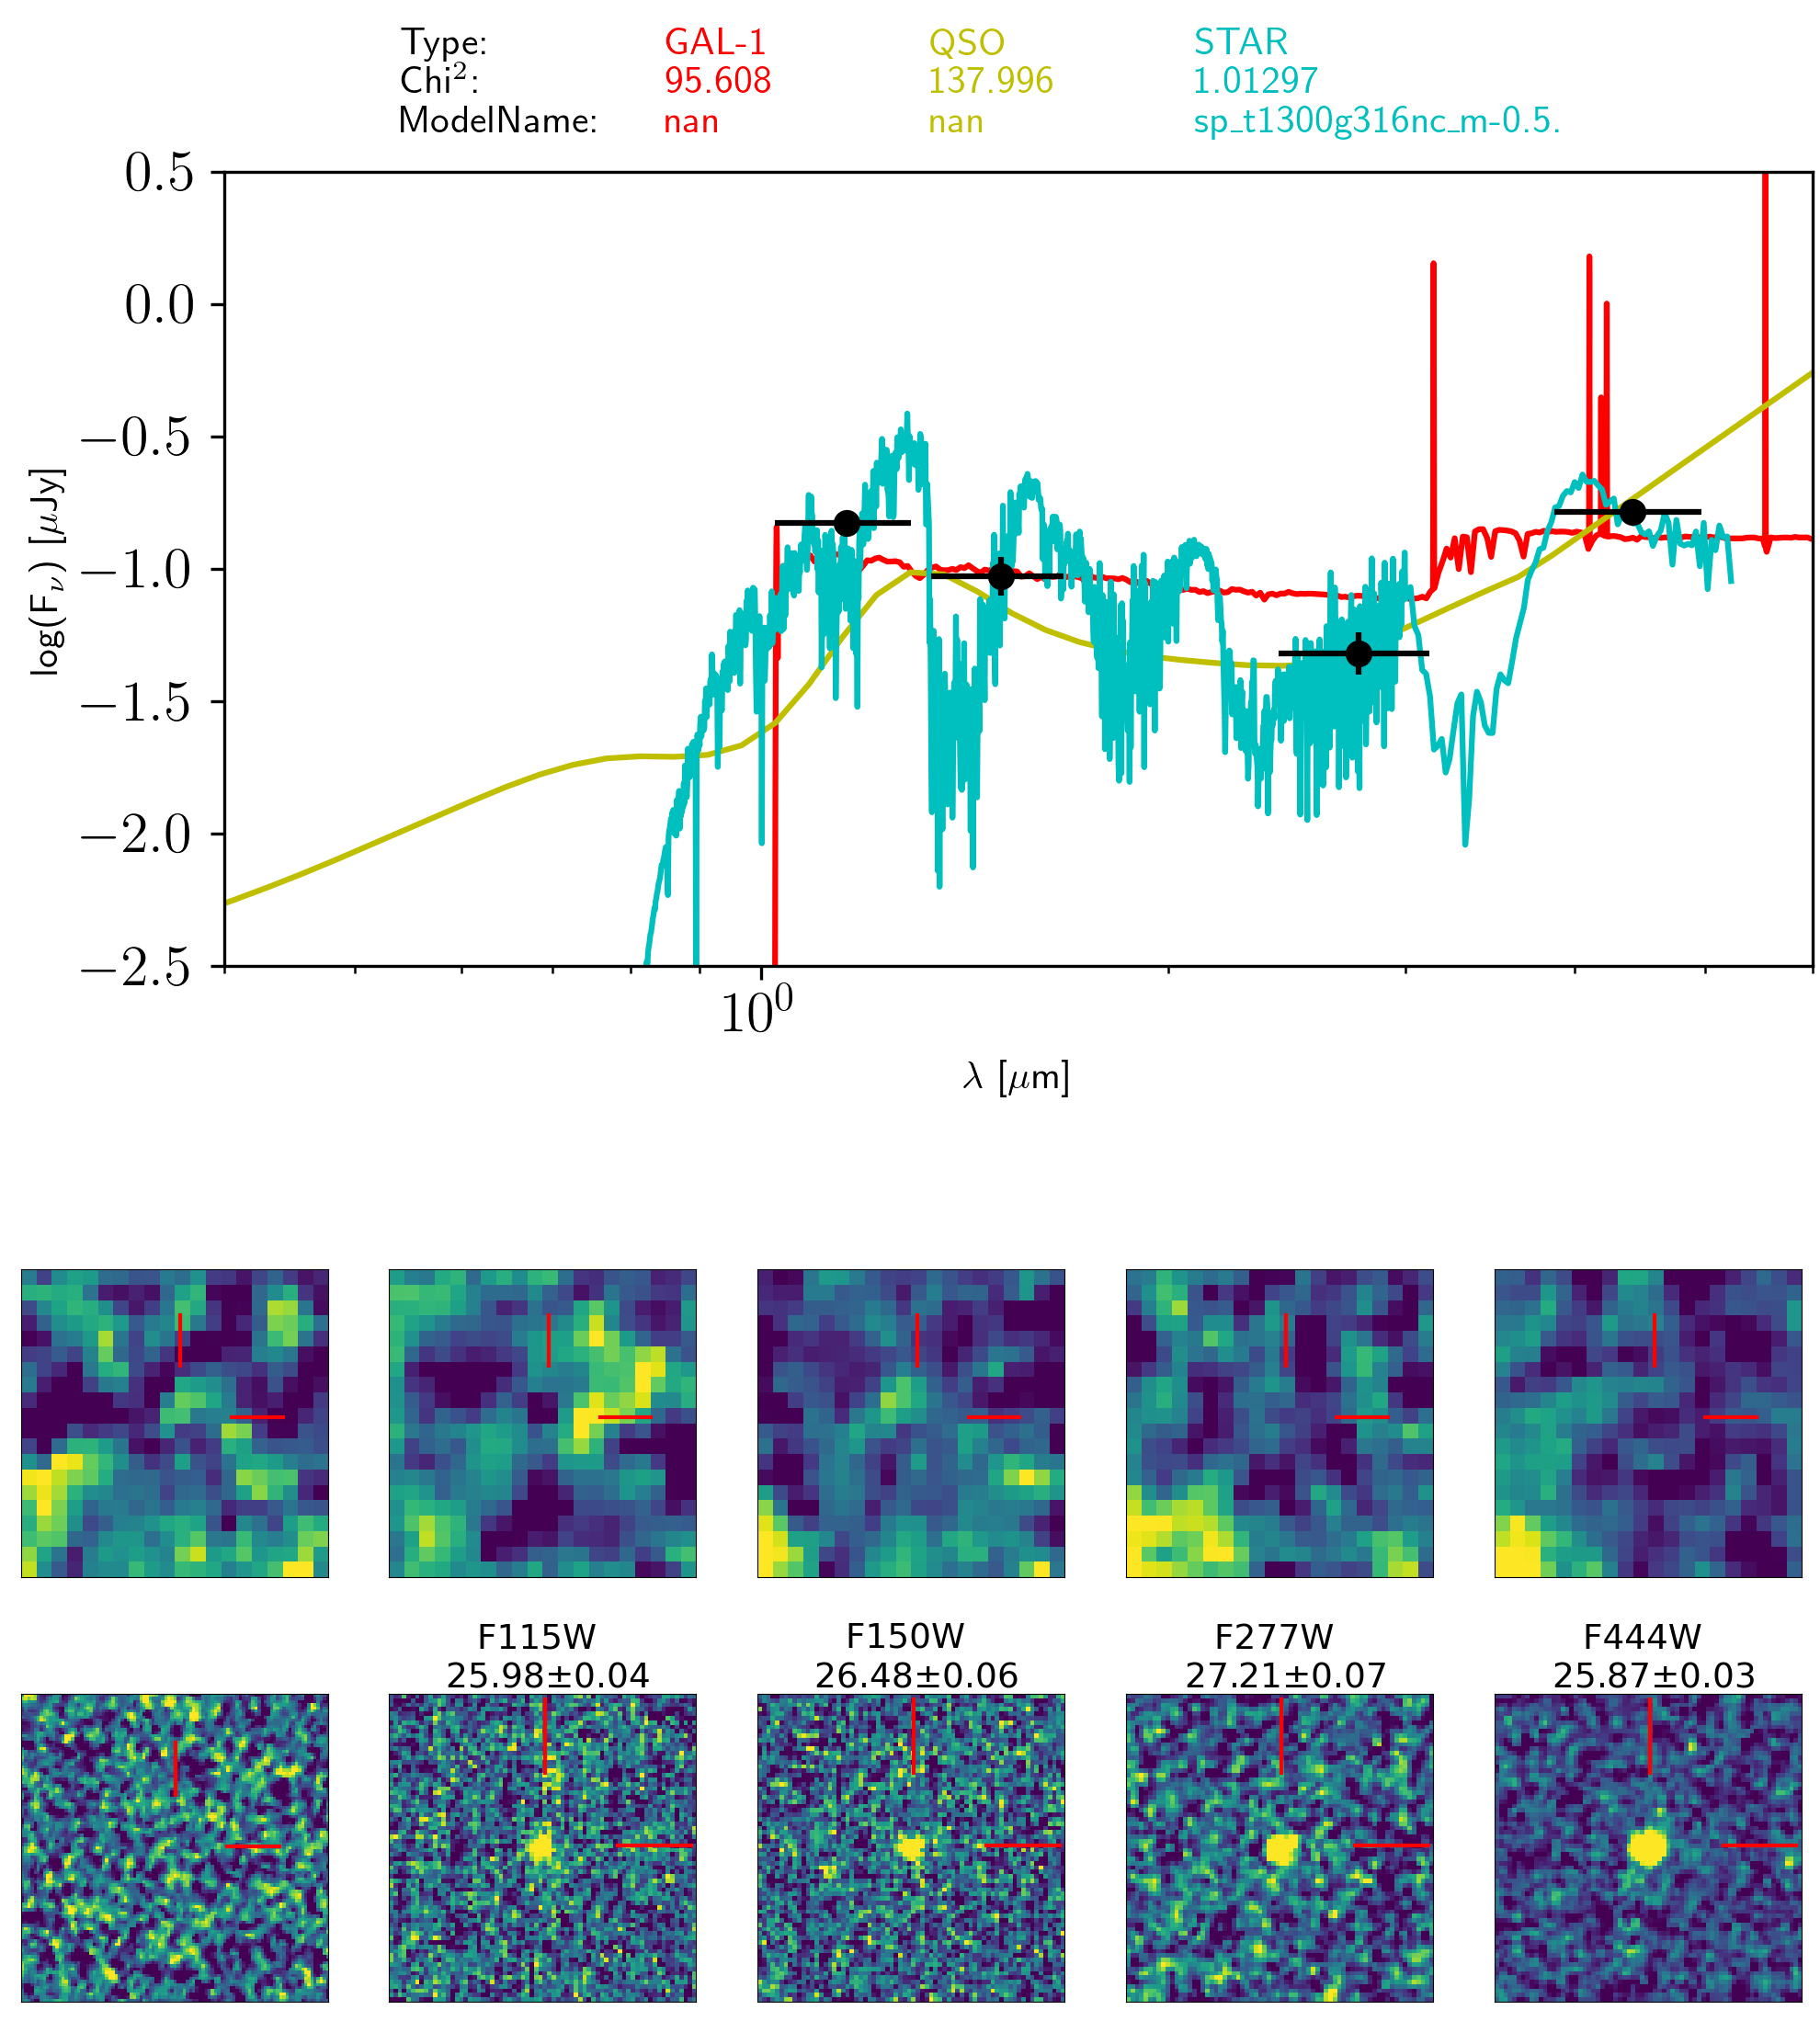 Type: GAL-1 QSO STAR
Chi²: 95.608 137.996 1.01297
ModelName: nan nan sp_t1300g316nc_m-0.5.
0.5
0.0
−0.5
−1.0
−1.5
−2.0
−2.5
log(Fν) [μJy]
10⁰
λ [μm]
F115W F150W F277W F444W
25.98±0.04 26.48±0.06 27.21±0.07 25.87±0.03